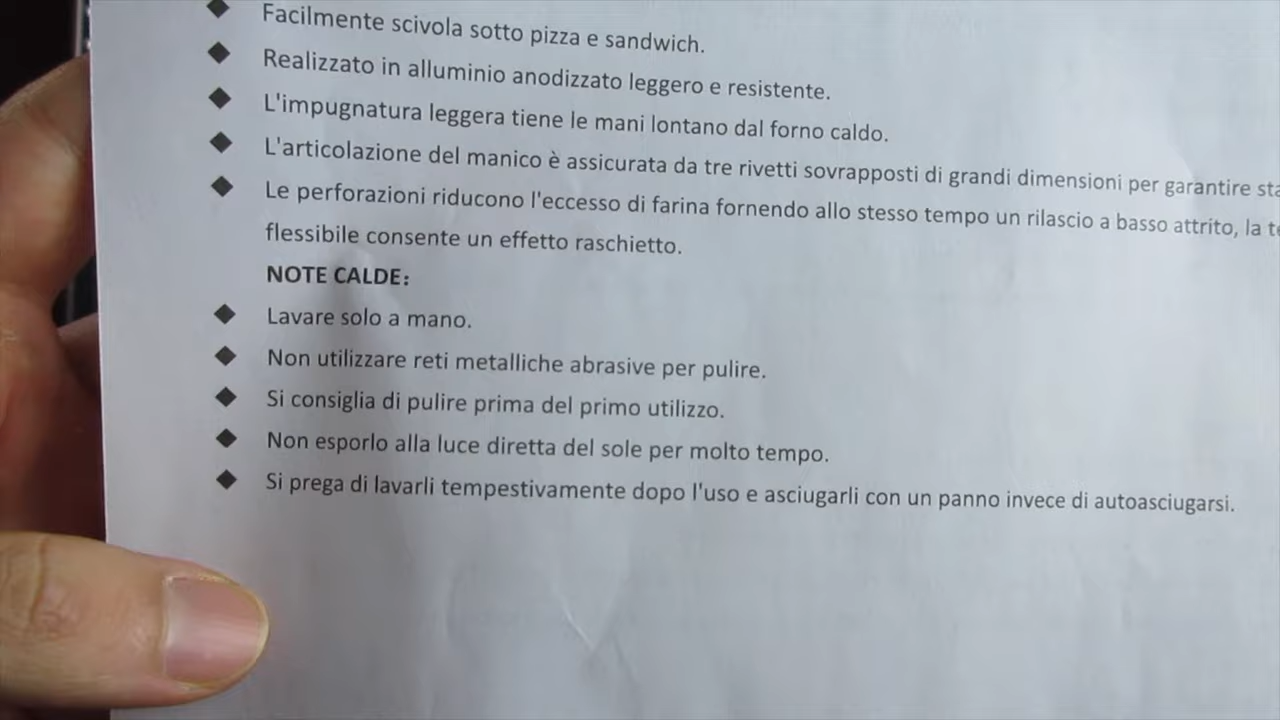 Facilmente scivola sotto pizza e sandwich.
Realizzato in alluminio anodizzato leggero e resistente.
L'impugnatura leggera tiene le mani lontano dal forno caldo.
L'articolazione del manico è assicurata da tre rivetti sovrapposti di grandi dimensioni per garantire
Le perforazioni riducono l'eccesso di farina fornendo allo stesso tempo un rilascio a basso attrito, la
flessibile consente un effetto raschietto.
NOTE CALDE:
Lavare solo a mano.
Non utilizzare reti metalliche abrasive per pulire.
Si consiglia di pulire prima del primo utilizzo.
Non esporlo alla luce diretta del sole per molto tempo.
Si prega di lavarli tempestivamente dopo l'uso e asciugarli con un panno invece di autoasciugarsi.